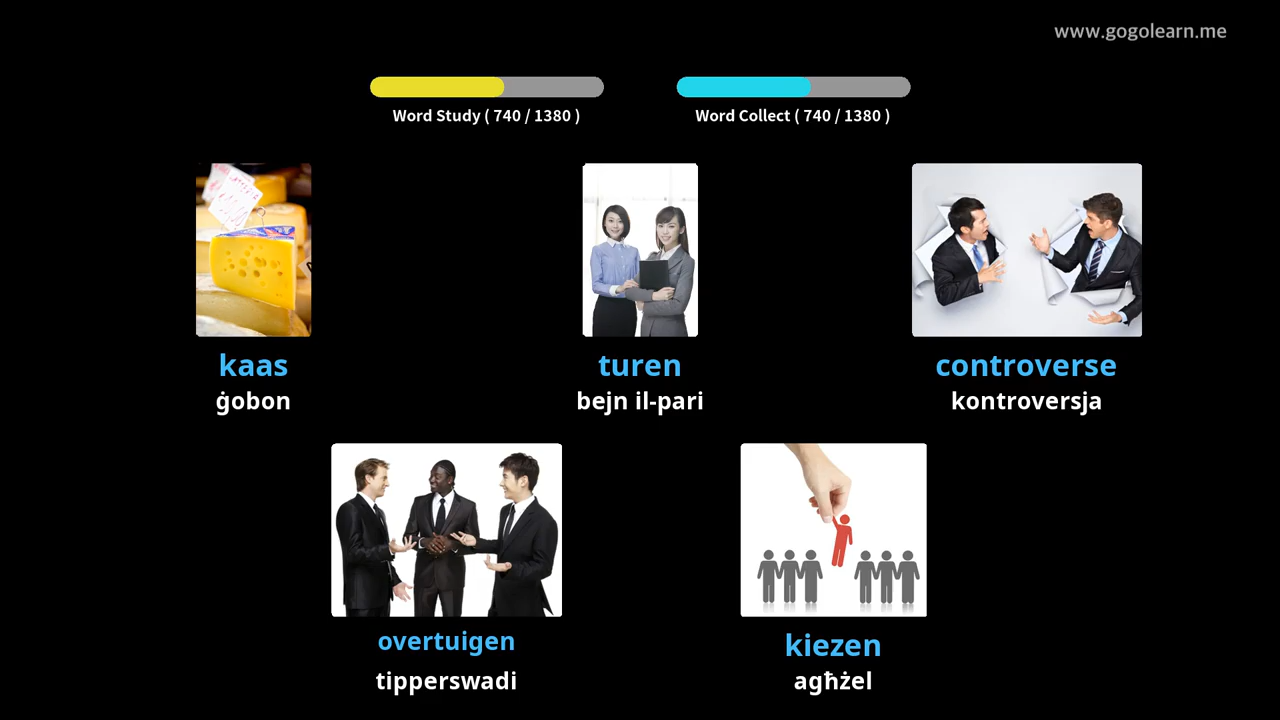 www.gogolearn.me
Word Study ( 740 / 1380 )
Word Collect ( 740 / 1380 )
kaas
ġobon
turen
bejn il-pari
controverse
kontroversja
overtuigen
tipperswadi
kiezen
agħżel